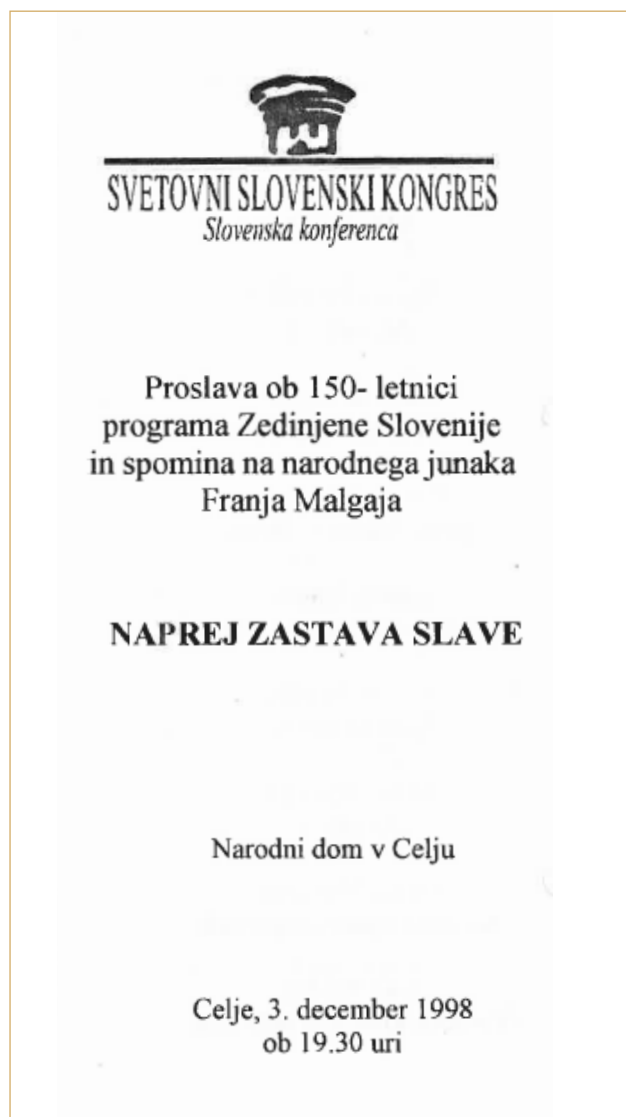 SVETOVNI SLOVENSKI KONGRES
Slovenska konferenca
Proslava ob 150- letnici
programa Zedinjene Slovenije
in spomina na narodnega junaka
Franja Malgaja
NAPREJ ZASTAVA SLAVE
Narodni dom v Celju
Celje, 3. december 1998
ob 19.30 uri